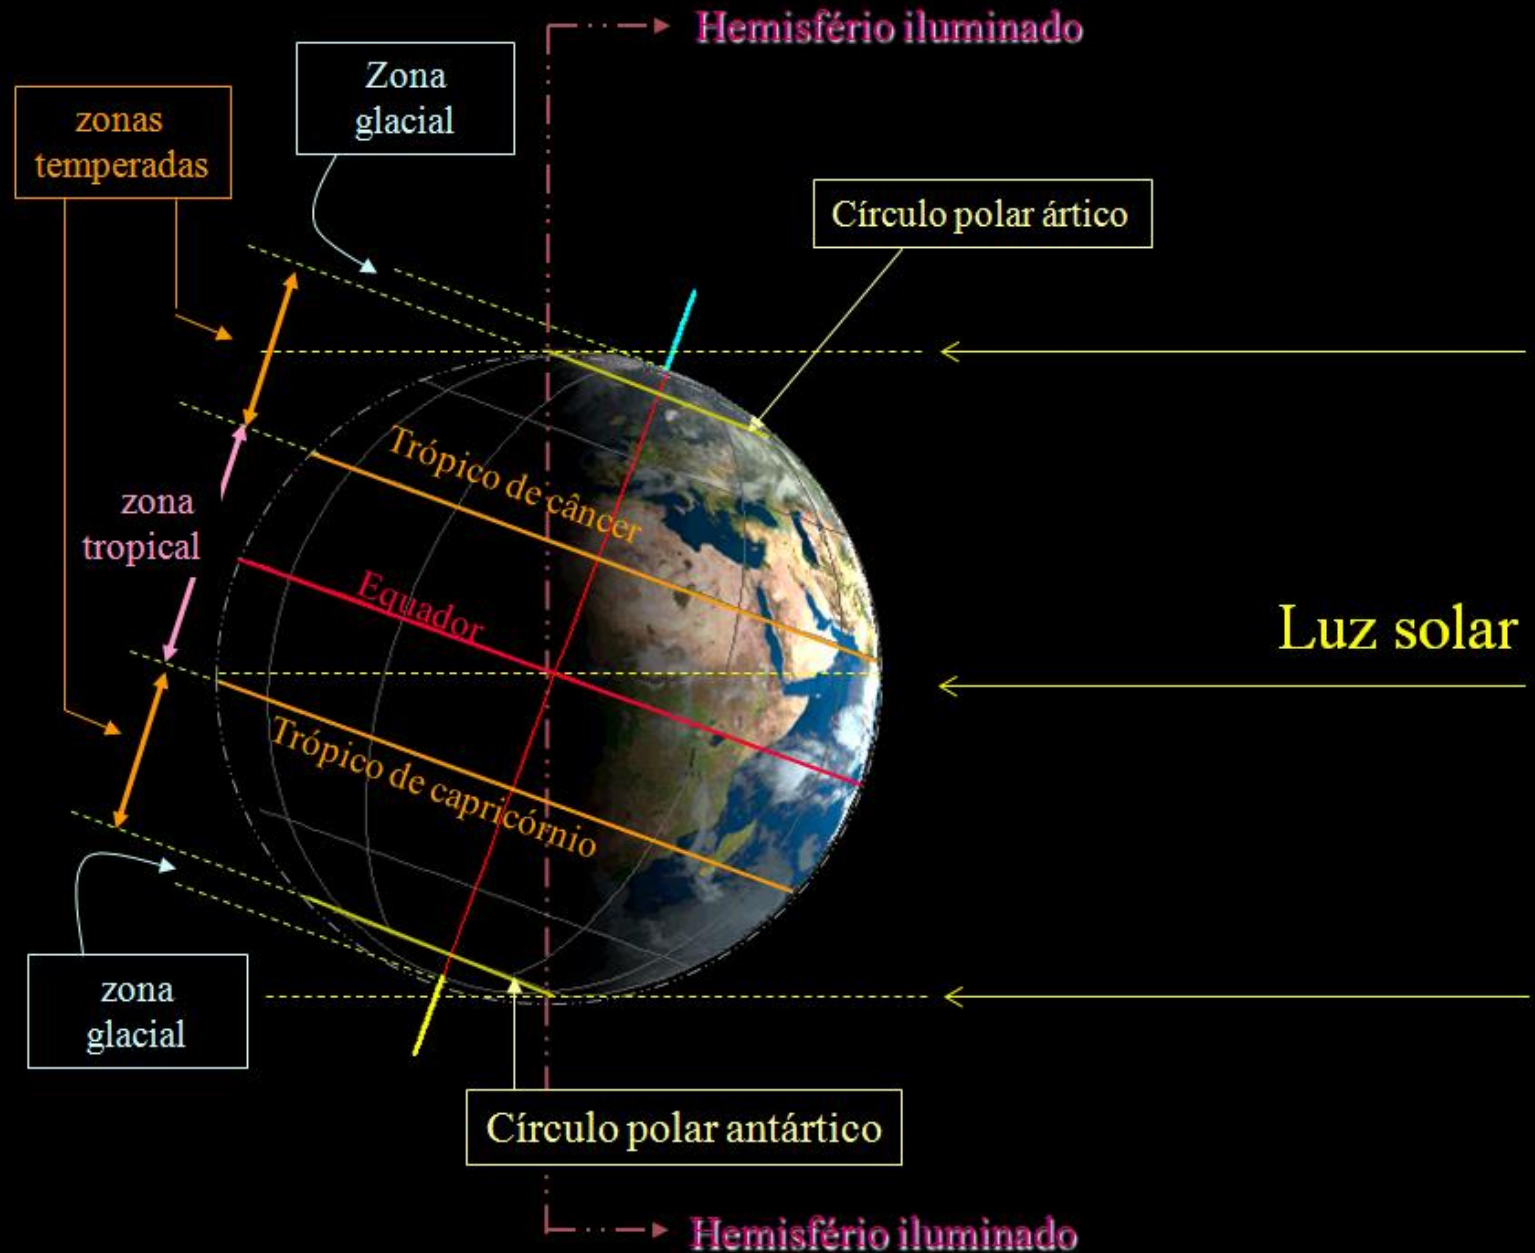 Hemisfério iluminado
Zona
glacial
zonas
temperadas
Círculo polar ártico
Trópico de câncer
zona
tropical
Equador
Luz solar
Trópico de capricórnio
zona
glacial
Círculo polar antártico
Hemisfério iluminado